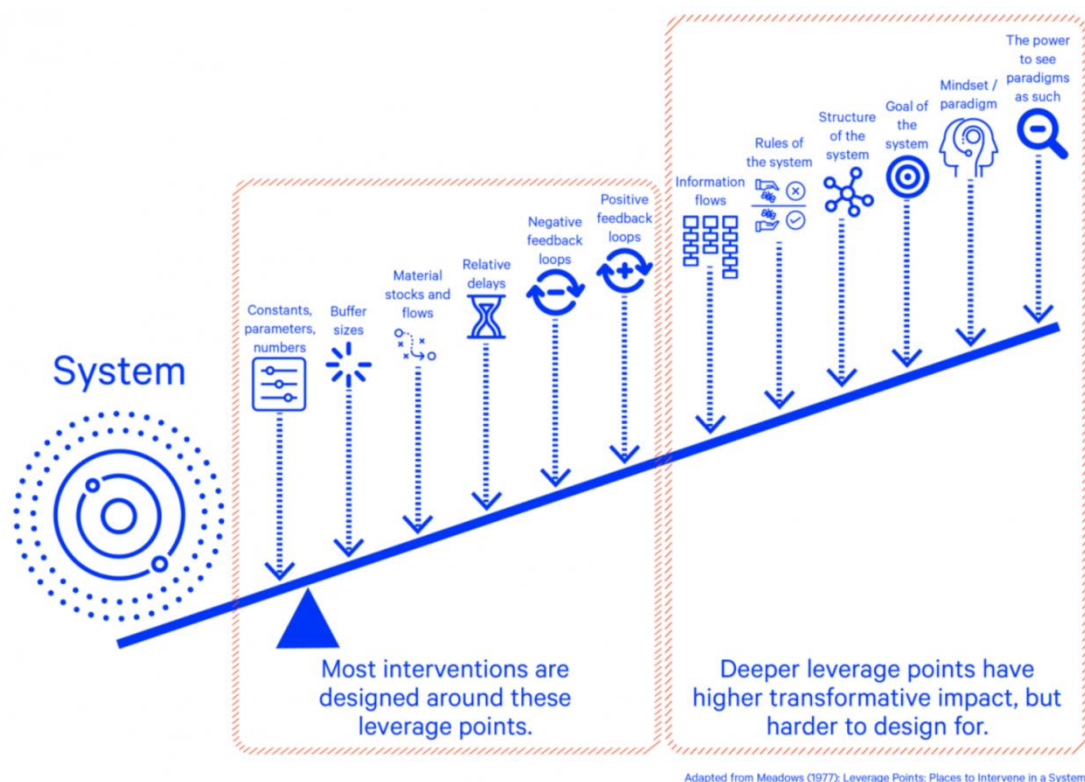 System
Constants,
parameters,
numbers
Buffer
sizes
Material
stocks and
flows
Relative
delays
Negative
feedback
loops
Positive
feedback
loops
Information
flows
Rules of
the system
Structure
of the
system
Goal of
the
system
Mindset /
paradigm
The power
to see
paradigms
as such
Most interventions are
designed around these
leverage points.
Deeper leverage points have
higher transformative impact, but
harder to design for.
Adapted from Meadows (1977): Leverage Points: Places to Intervene in a System